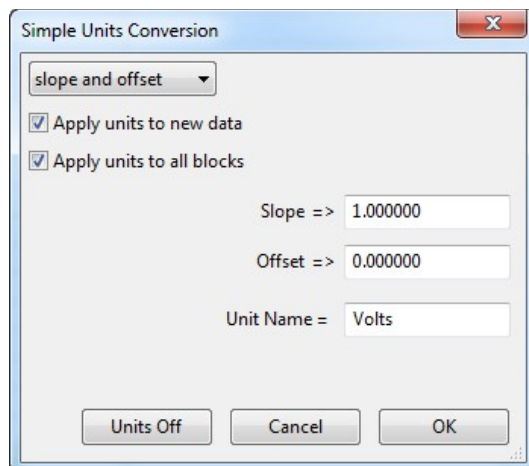 Simple Units Conversion
slope and offset
Apply units to new data
Apply units to all blocks
Slope => 1.000000
Offset => 0.000000
Unit Name = Volts
Units Off Cancel OK